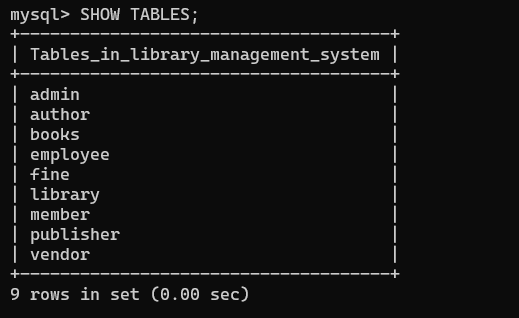 mysql> SHOW TABLES;
+-------------------------------------+
| Tables_in_library_management_system |
+-------------------------------------+
| admin                               |
| author                              |
| books                               |
| employee                            |
| fine                                |
| library                             |
| member                              |
| publisher                           |
| vendor                              |
+-------------------------------------+
9 rows in set (0.00 sec)